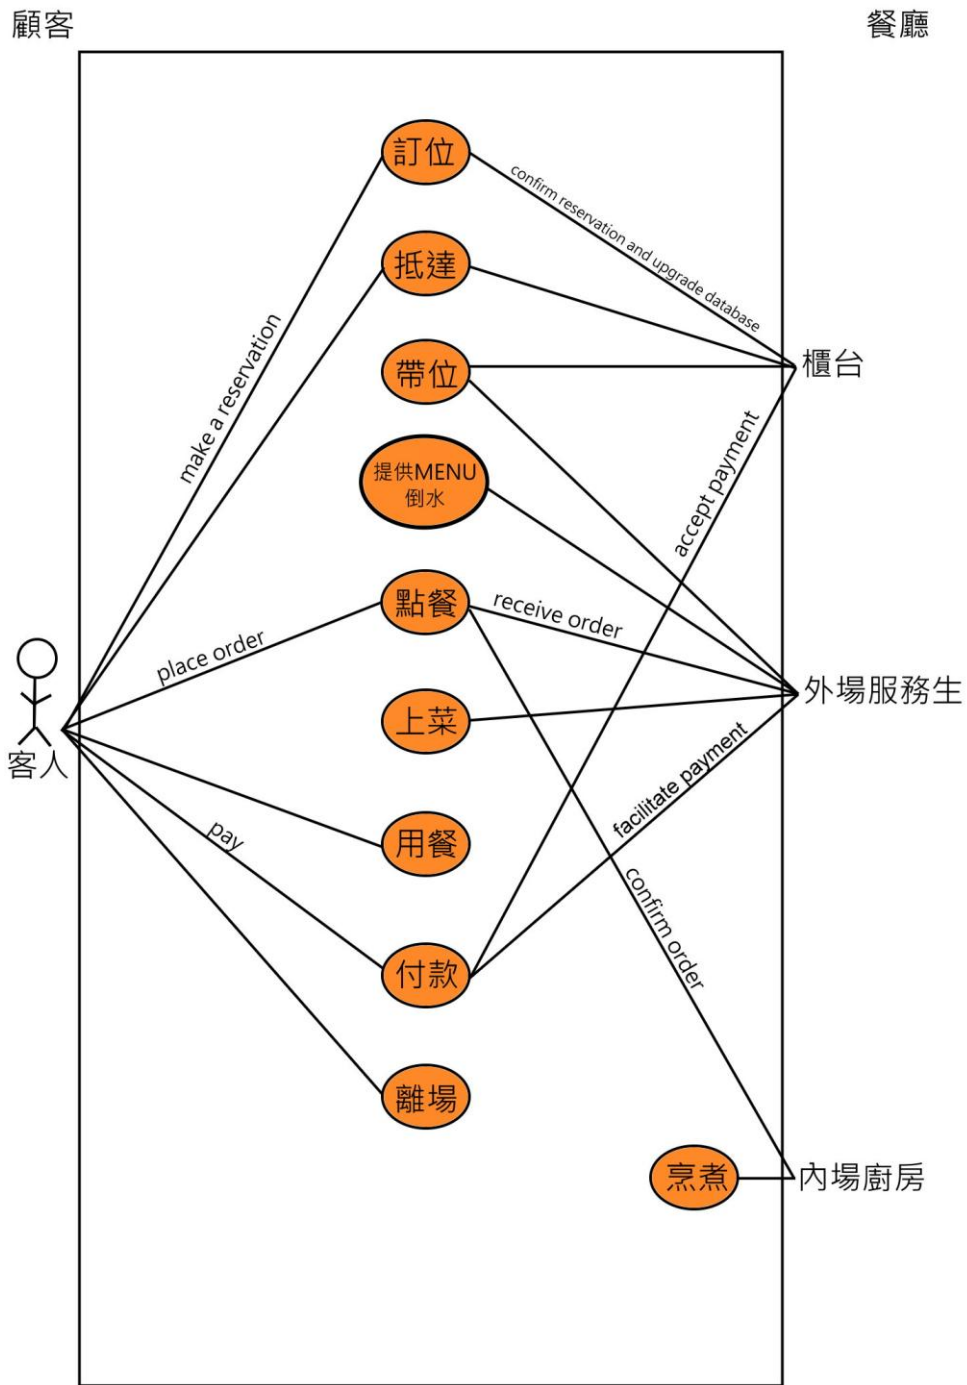 顧客
餐廳
訂位
confirm reservation and upgrade database
抵達
make a reservation
帶位
櫃台
提供MENU
倒水
accept payment
點餐
receive order
place order
外場服務生
上菜
客人
facilitate payment
pay
用餐
confirm order
付款
離場
烹煮
內場廚房